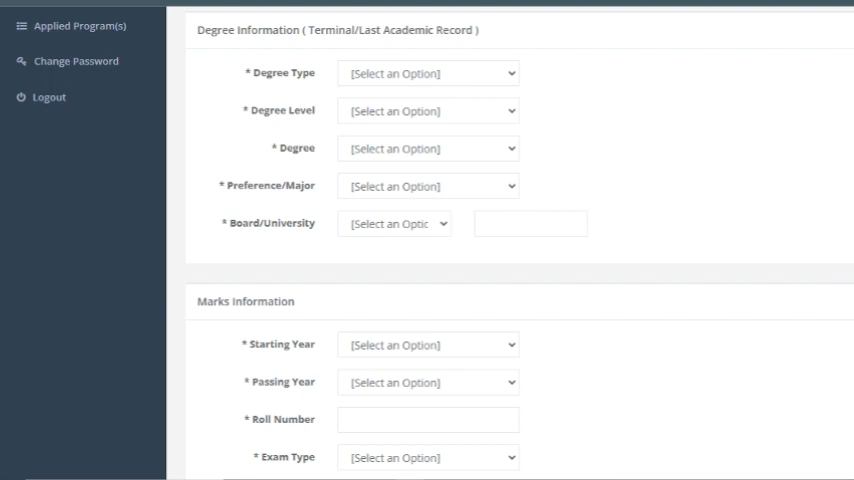 Applied Program(s)
Change Password
Logout
Degree Information ( Terminal/Last Academic Record )
* Degree Type [Select an Option]
* Degree Level [Select an Option]
* Degree [Select an Option]
* Preference/Major [Select an Option]
* Board/University [Select an Optic
Marks Information
* Starting Year [Select an Option]
* Passing Year [Select an Option]
* Roll Number
* Exam Type [Select an Option]